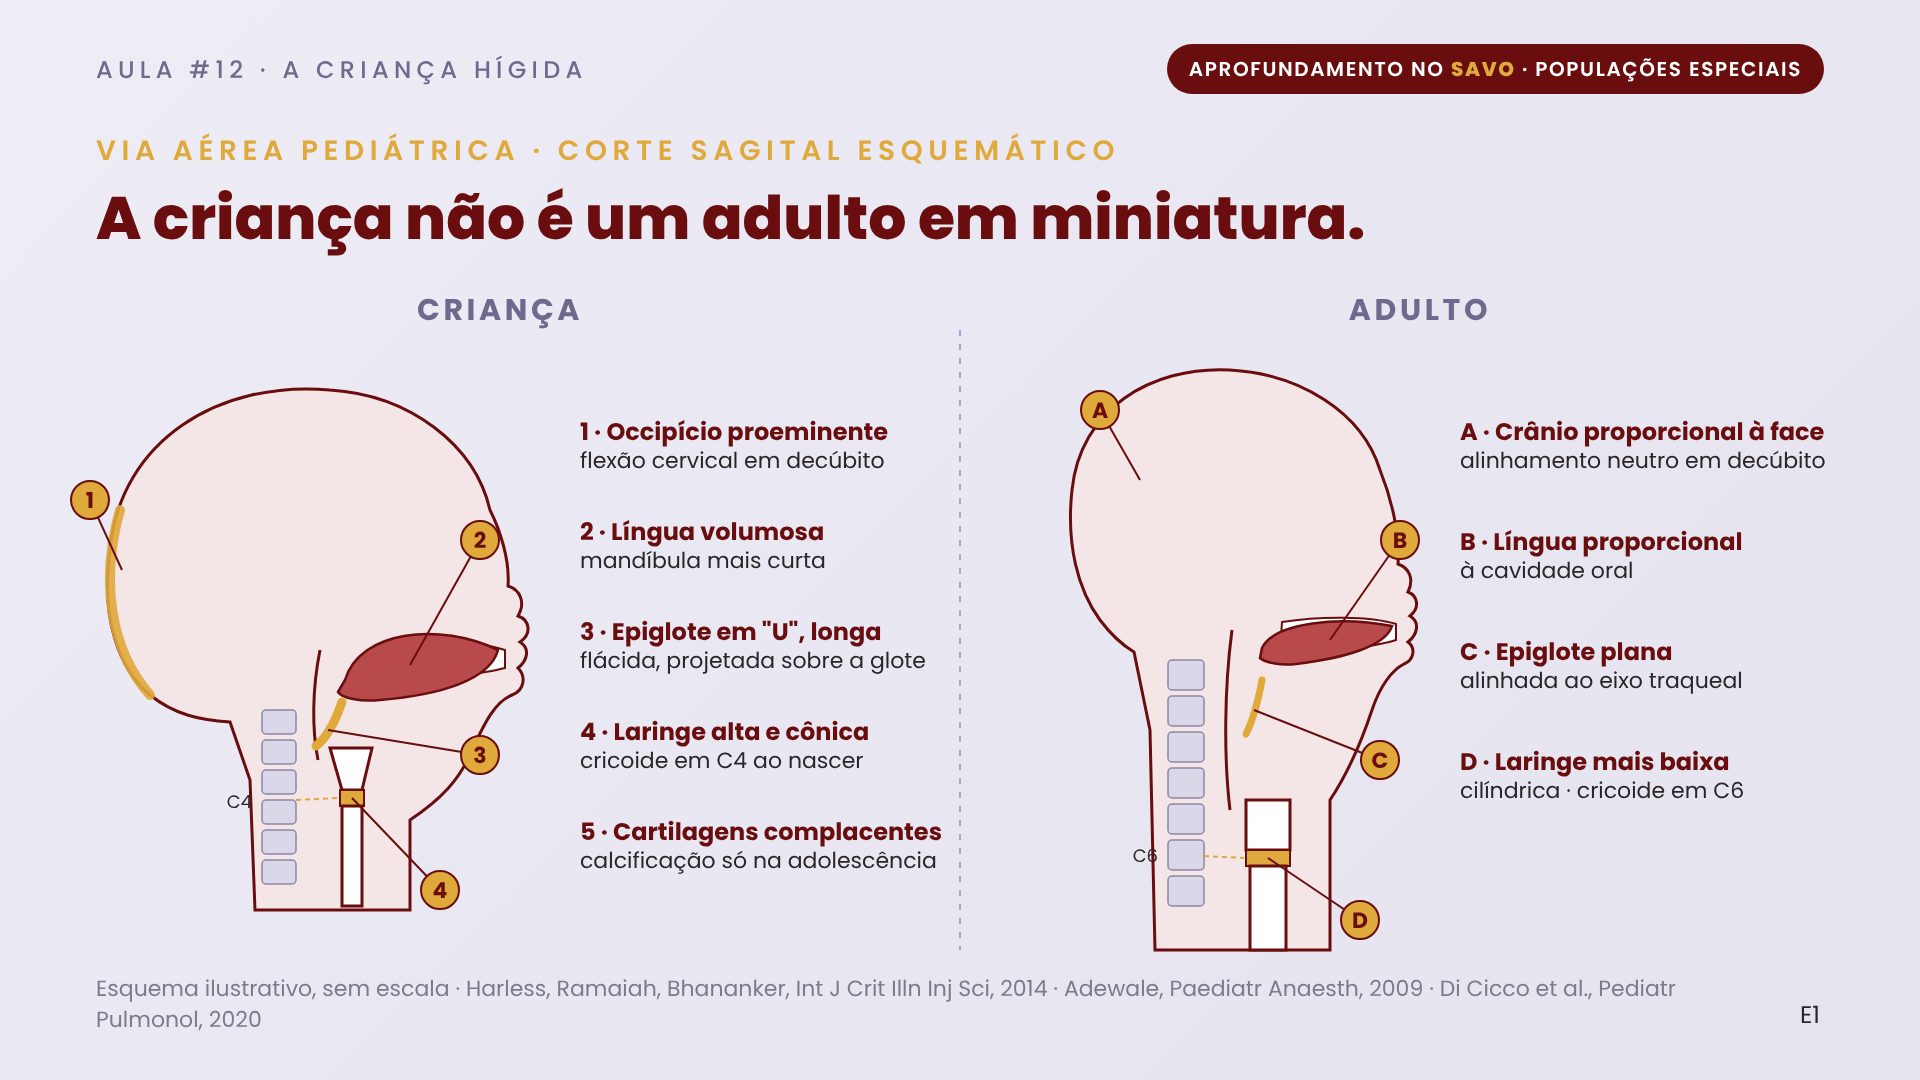 AULA #12 · A CRIANÇA HÍGIDA
APROFUNDAMENTO NO SAVO · POPULAÇÕES ESPECIAIS
VIA AÉREA PEDIÁTRICA · CORTE SAGITAL ESQUEMÁTICO
A criança não é um adulto em miniatura.
CRIANÇA
1
2
3
4
C4
1 · Occipício proeminente
flexão cervical em decúbito
2 · Língua volumosa
mandíbula mais curta
3 · Epiglote em "U", longa
flácida, projetada sobre a glote
4 · Laringe alta e cônica
cricoide em C4 ao nascer
5 · Cartilagens complacentes
calcificação só na adolescência
ADULTO
A
B
C
C6
D
A · Crânio proporcional à face
alinhamento neutro em decúbito
B · Língua proporcional
à cavidade oral
C · Epiglote plana
alinhada ao eixo traqueal
D · Laringe mais baixa
cilíndrica · cricoide em C6
Esquema ilustrativo, sem escala · Harless, Ramaiah, Bhananker, Int J Crit Illn Inj Sci, 2014 · Adewale, Paediatr Anaesth, 2009 · Di Cicco et al., Pediatr
Pulmonol, 2020
E1